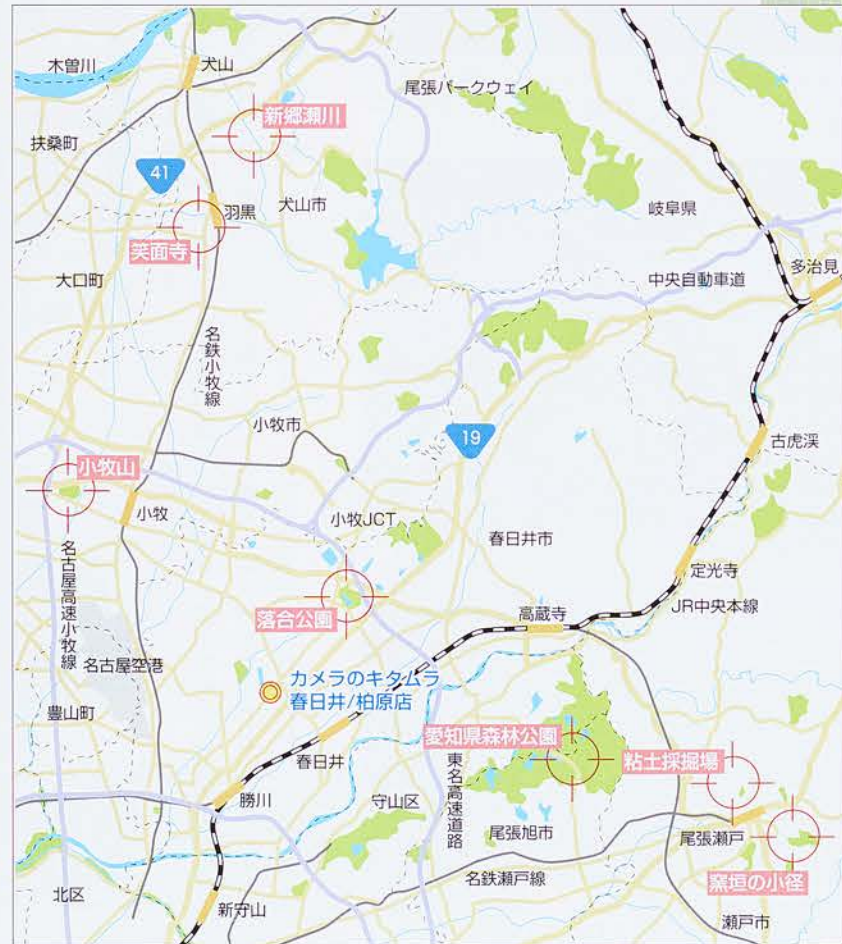 木曽川
犬山
尾張パークウェイ
新郷瀬川
扶桑町
41
羽黒
犬山市
岐阜県
笑面寺
大口町
中央自動車道
多治見
名鉄小牧線
小牧市
19
古虎渓
小牧山
小牧
小牧JCT
春日井市
名古屋高速小牧線
定光寺
落合公園
高蔵寺
JR中央本線
名古屋空港
カメラのキタムラ
春日井/柏原店
豊山町
愛知県森林公園
粘土採掘場
春日井
東名高速道路
勝川
守山区
尾張旭市
尾張瀬戸
名鉄瀬戸線
窯垣の小径
北区
新守山
瀬戸市